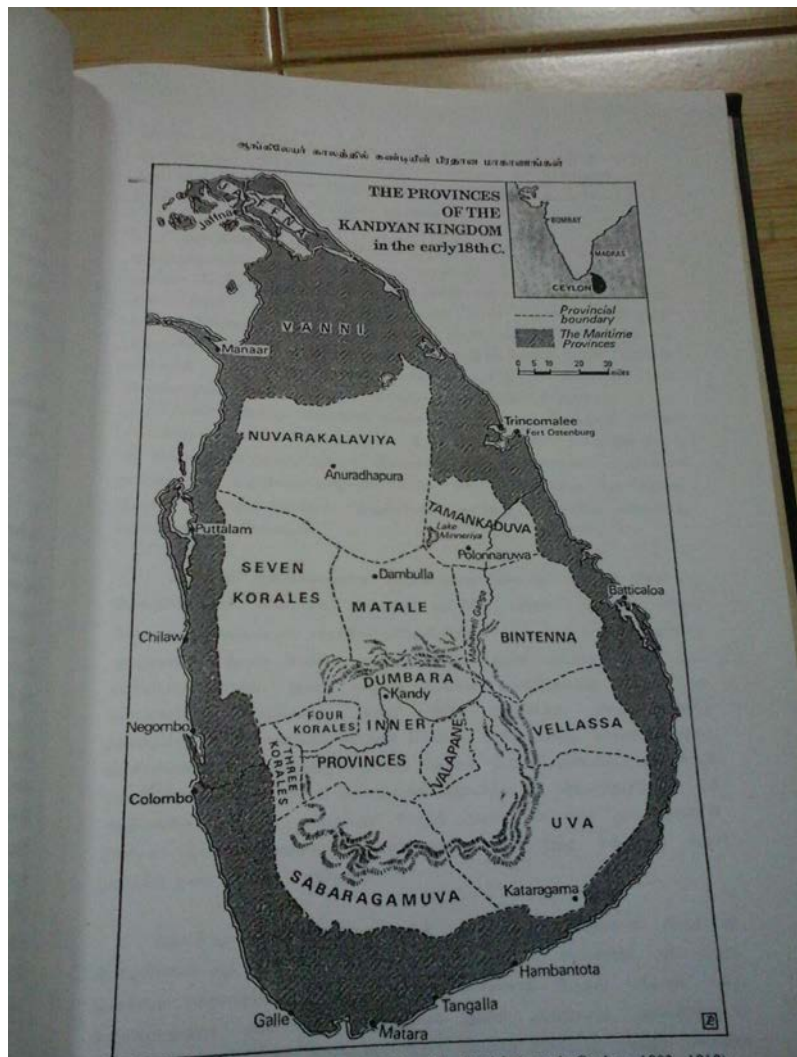 ஆங்கிலேயர் காலத்தில் கண்டியின் பிரதான மாகாணங்கள்
THE PROVINCES
OF THE
KANDYAN KINGDOM
in the early 18th C.
BOMBAY
MADRAS
CEYLON
Provincial
boundary
The Maritime
Provinces
0 5 10 20 30
miles
JAFFNA
Jaffna
VANNI
Manaar
Trincomalee
Fort Ostenburg
NUVARAKALAVIYA
Anuradhapura
TAMANKADUVA
Lake
Minneriya
Polonnaruwa
Puttalam
SEVEN
KORALES
Dambulla
MATALE
Mahaweli Ganga
Batticaloa
BINTENNA
Chilaw
DUMBARA
Kandy
FOUR
KORALES
INNER
PROVINCES
VALAPANE
VELLASSA
Negombo
THREE
KORALES
Colombo
UVA
SABARAGAMUVA
Kataragama
Hambantota
Tangalla
Galle
Matara